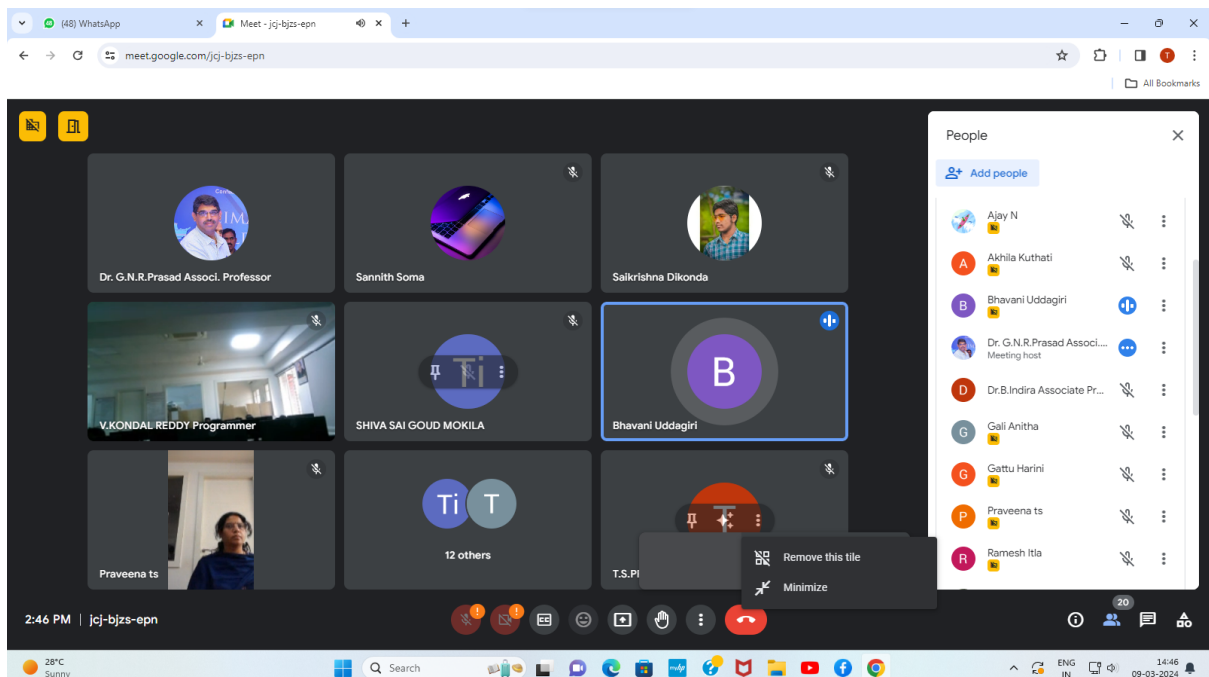 (48) WhatsApp
Meet - jcj-bjzs-epn
meet.google.com/jcj-bjzs-epn
T
All Bookmarks
People
Add people
Dr. G.N.R.Prasad Associ. Professor
Sannith Soma
Saikrishna Dikonda
V.KONDAL REDDY Programmer
Ti
SHIVA SAI GOUD MOKILA
B
Bhavani Uddagiri
Praveena ts
Ti T
12 others
T
T.S.P
Remove this tile
Minimize
Ajay N
A
Akhila Kuthati
B
Bhavani Uddagiri
Dr. G.N.R.Prasad Associ....
Meeting host
D
Dr.B.Indira Associate Pr...
G
Gali Anitha
G
Gattu Harini
P
Praveena ts
R
Ramesh Itla
2:46 PM | jcj-bjzs-epn
20
28°C
Sunny
Search
ENG
IN
14:46
09-03-2024